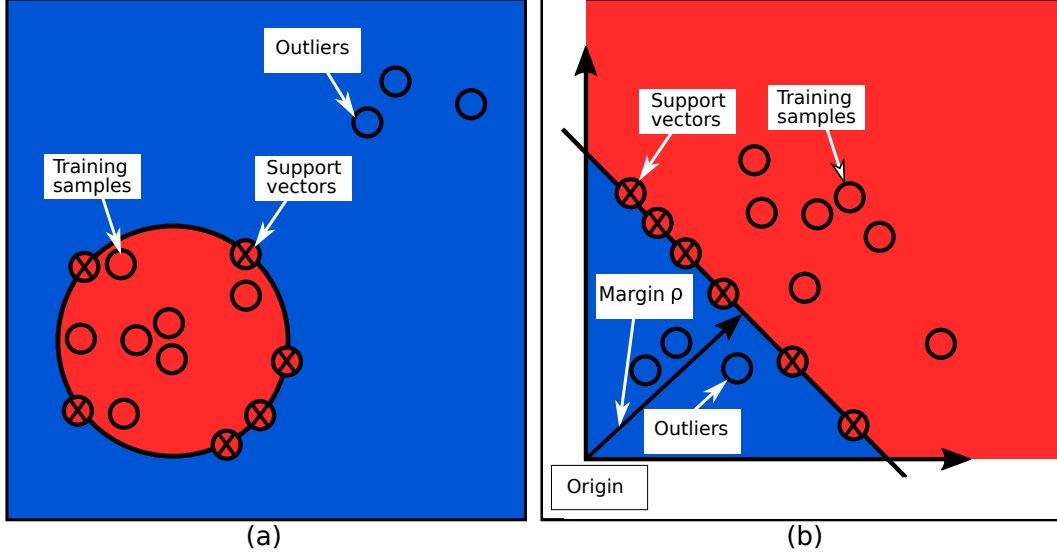 Outliers
Training
samples
Support
vectors
(a)
Support
vectors
Training
samples
Margin ρ
Outliers
Origin
(b)